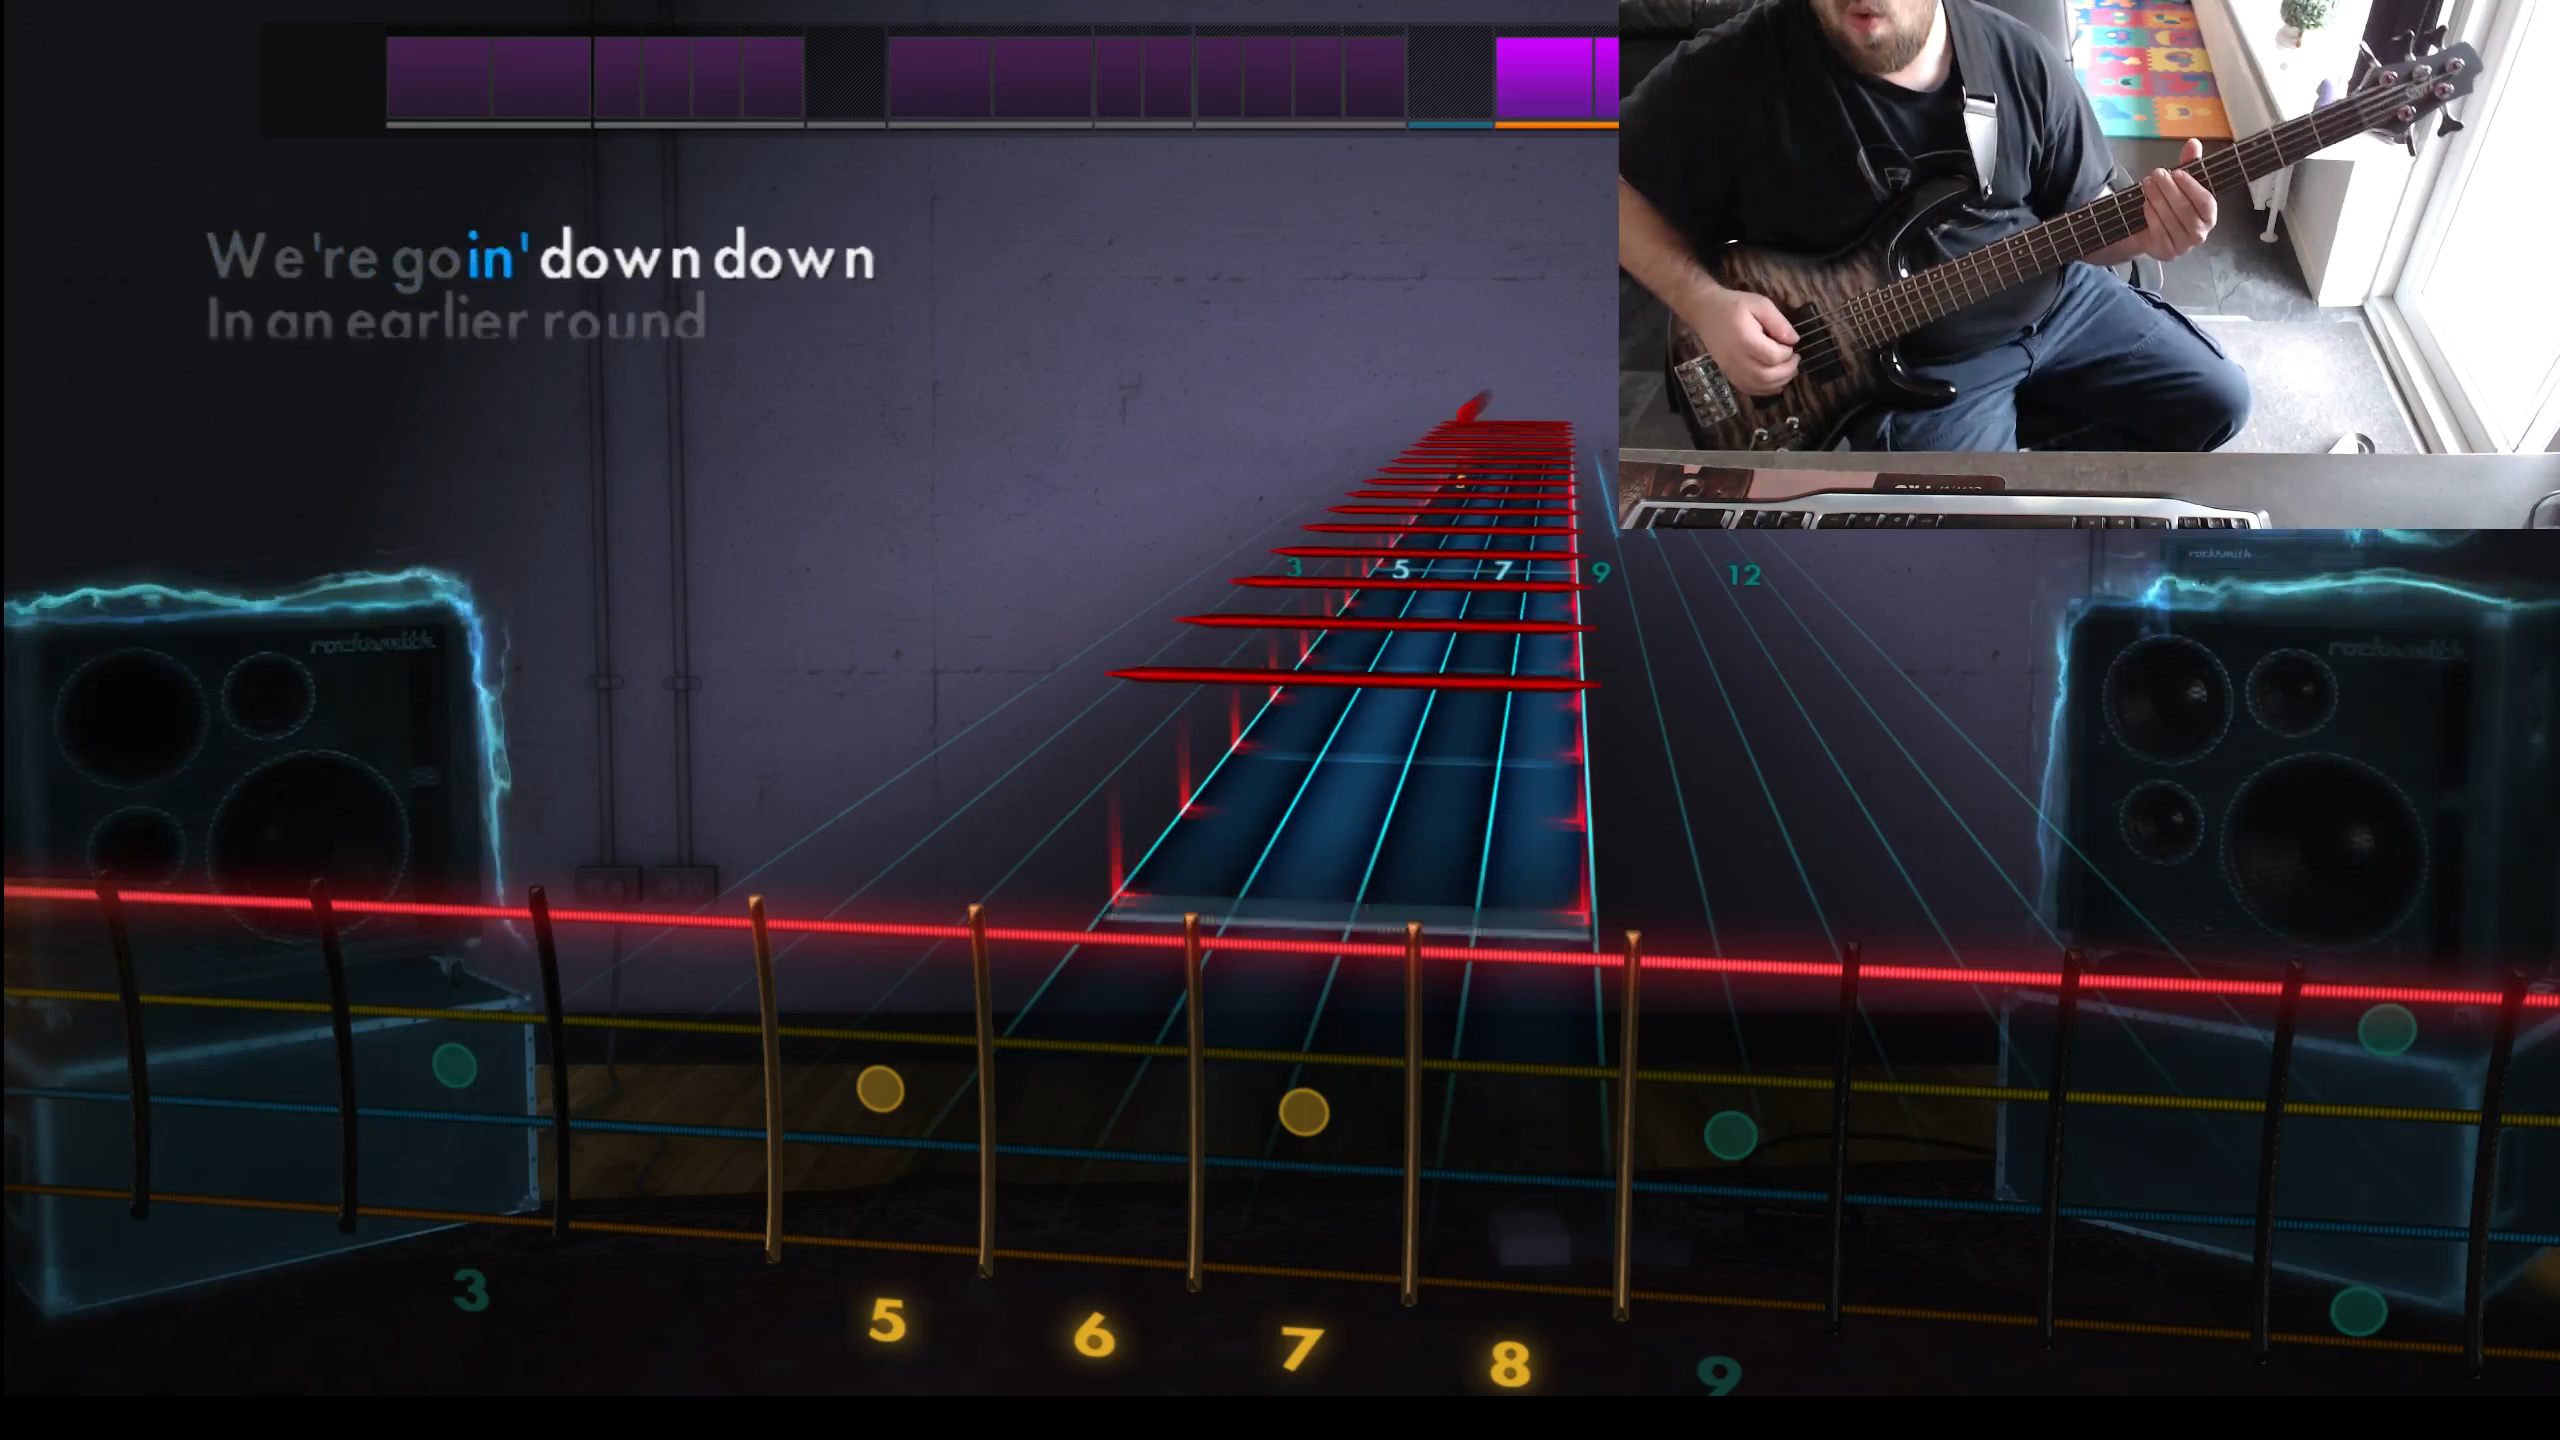 We're goin' down down
In an earlier round
rocksmith
3 5 7 9 12
rocksmith
rocksmith
3 5 6 7 8 9